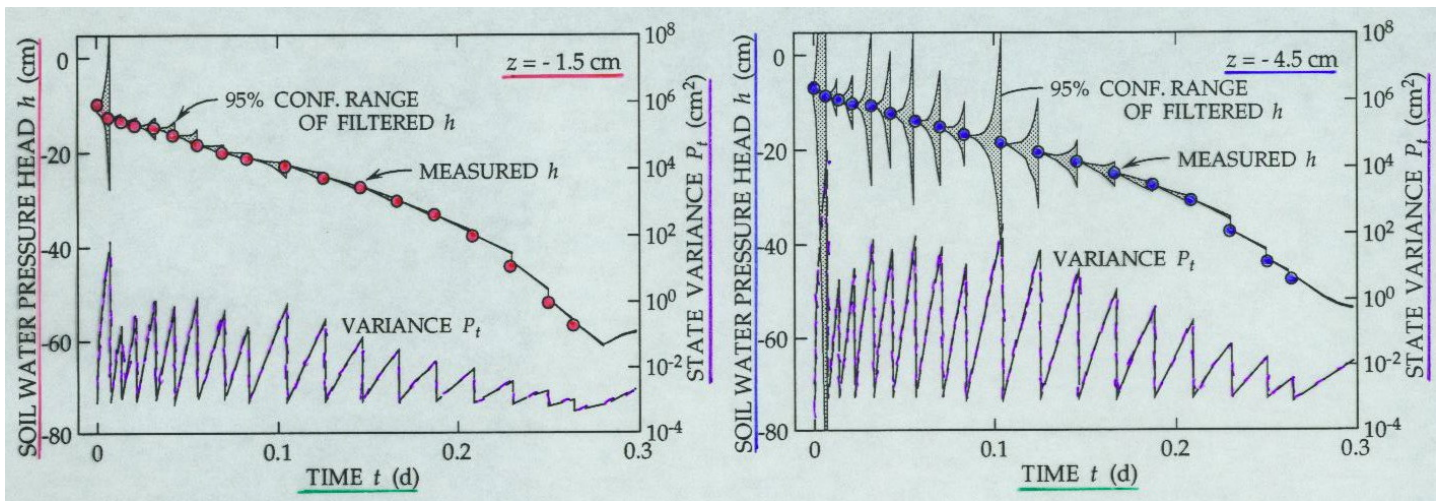 SOIL WATER PRESSURE HEAD h (cm)
0
-20
-40
-60
-80
z = - 1.5 cm
95% CONF. RANGE
OF FILTERED h
MEASURED h
VARIANCE Pt
10^8
10^6
10^4
10^2
10^0
10^-2
10^-4
STATE VARIANCE Pt (cm²)
0
0.1
0.2
0.3
TIME t (d)
SOIL WATER PRESSURE HEAD h (cm)
0
-20
-40
-60
-80
z = - 4.5 cm
95% CONF. RANGE
OF FILTERED h
MEASURED h
VARIANCE Pt
10^8
10^6
10^4
10^2
10^0
10^-2
10^-4
STATE VARIANCE Pt (cm²)
0
0.1
0.2
0.3
TIME t (d)